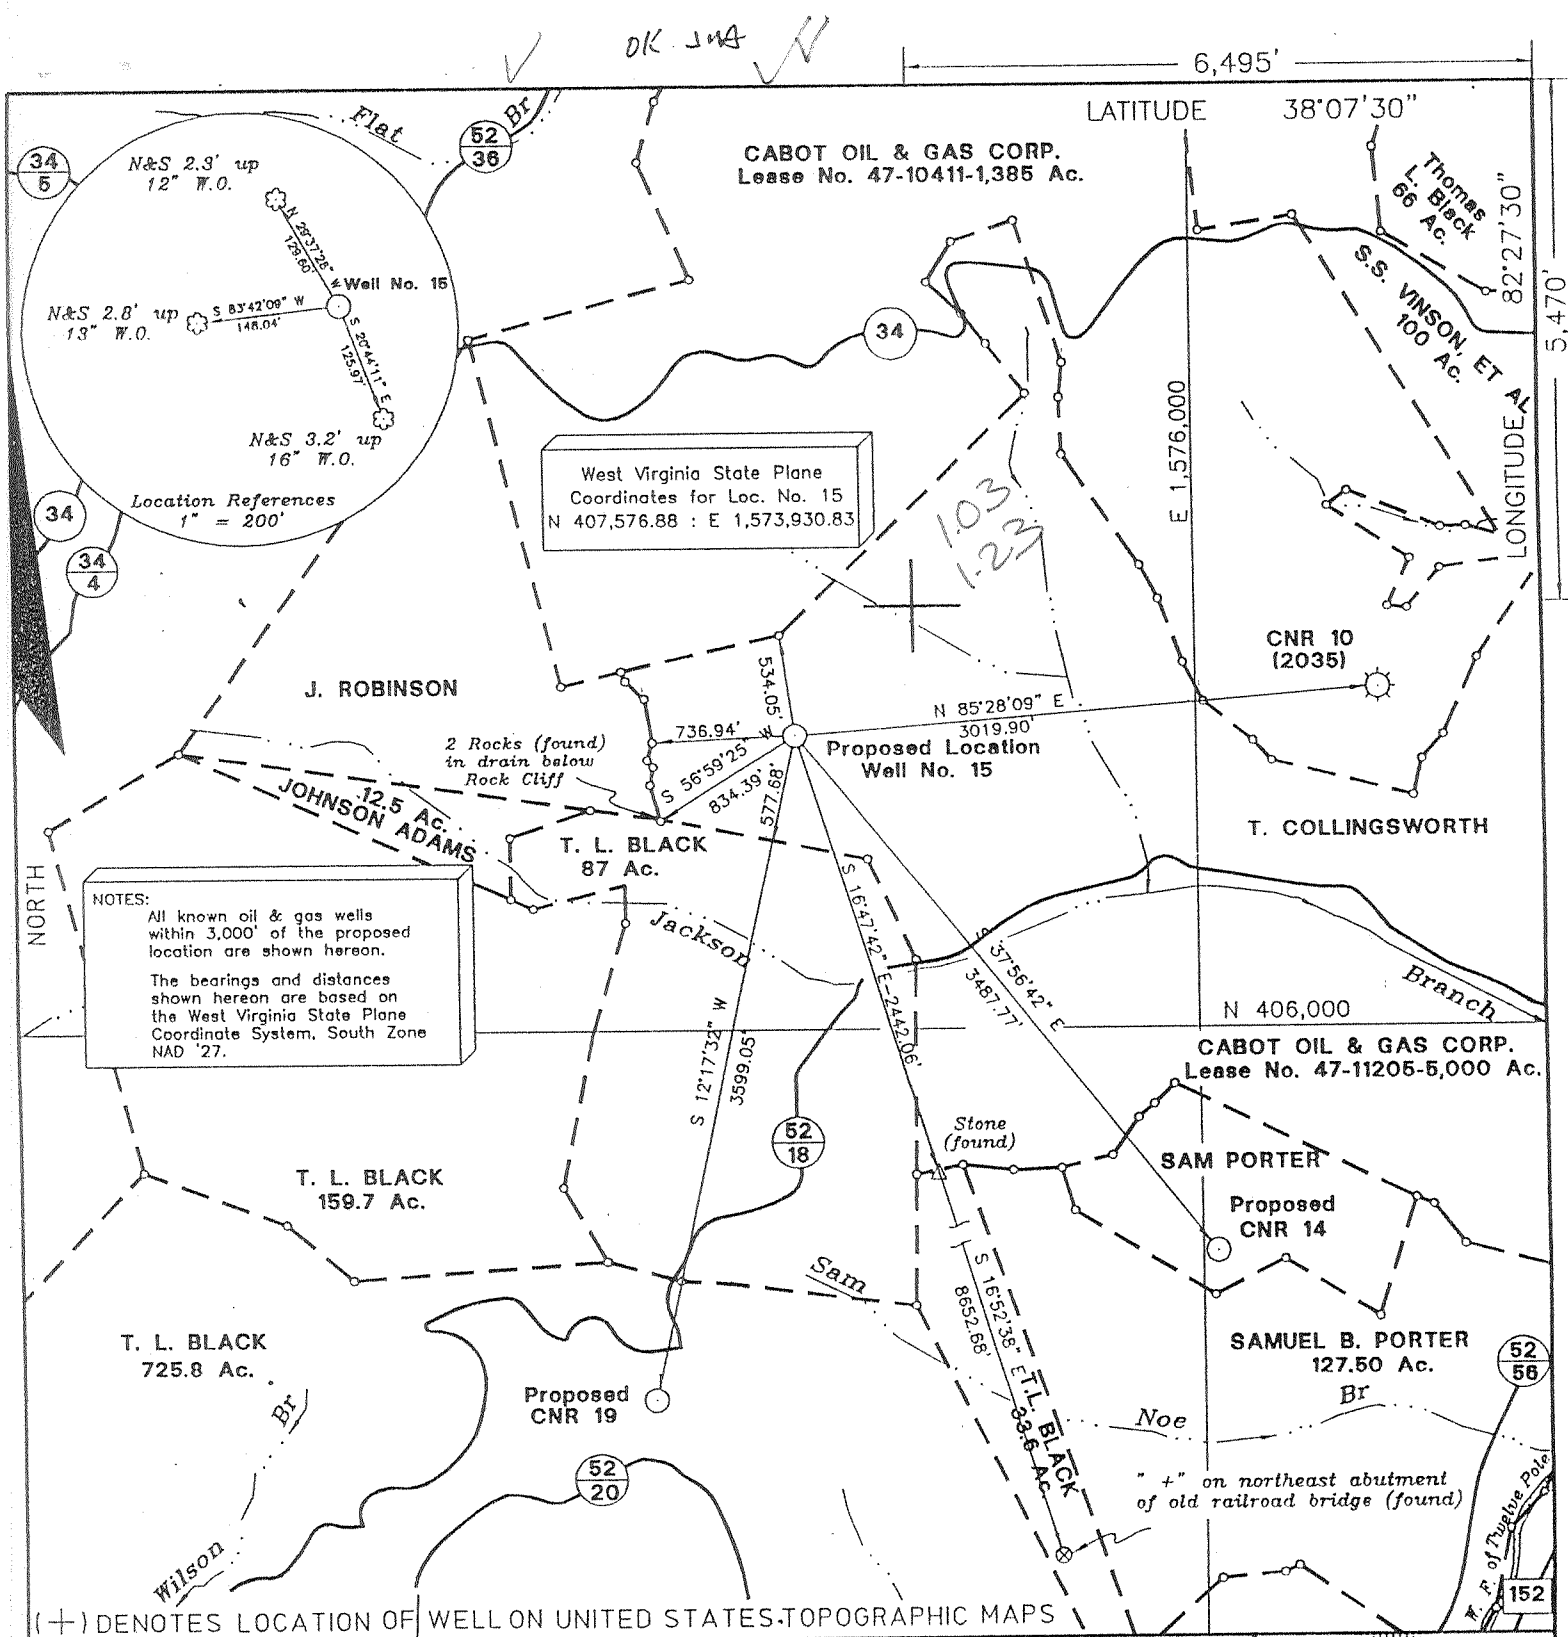 OK JHA
6,495'
LATITUDE 38°07'30"
5,470'
82°27'30"
LONGITUDE
Flat
Br
52
36
34
5
N&S 2.3' up
12" W.O.
N 29°37'28" W
129.60'
Well No. 15
N&S 2.8' up
13" W.O.
S 83°42'09" W
148.04'
S 20°44'11" E
125.97'
N&S 3.2' up
16" W.O.
Location References
1" = 200'
CABOT OIL & GAS CORP.
Lease No. 47-10411-1,385 Ac.
Thomas
L. Black
66 Ac.
S.S. VINSON, ET AL
100 Ac.
34
E 1,576,000
West Virginia State Plane
Coordinates for Loc. No. 15
N 407,576.88 : E 1,573,930.83
1.03
1.23
34
34
4
CNR 10
(2035)
J. ROBINSON
534.05'
N 85°28'09" E
3019.90'
736.94'
Proposed Location
Well No. 15
2 Rocks (found)
in drain below
Rock Cliff
S 56°59'25" W
834.39'
577.68'
12.5 Ac.
JOHNSON ADAMS
T. L. BLACK
87 Ac.
T. COLLINGSWORTH
NORTH
NOTES:
All known oil & gas wells
within 3,000' of the proposed
location are shown hereon.
The bearings and distances
shown hereon are based on
the West Virginia State Plane
Coordinate System, South Zone
NAD '27.
Jackson
Branch
S 16°47'42" E-2442.06'
S 37°56'42" E
3487.77'
S 12°17'32" W
3599.05'
N 406,000
CABOT OIL & GAS CORP.
Lease No. 47-11205-5,000 Ac.
52
18
Stone
(found)
SAM PORTER
Proposed
CNR 14
T. L. BLACK
159.7 Ac.
Sam
S 16°52'38" E
8652.68'
T. L. BLACK
725.8 Ac.
SAMUEL B. PORTER
127.50 Ac.
52
56
Proposed
CNR 19
T.L. BLACK
33.6 Ac.
Br
Noe
Br
52
20
" +" on northeast abutment
of old railroad bridge (found)
Wilson
W. F. of Twelve Pole
152
(+) DENOTES LOCATION OF WELL ON UNITED STATES TOPOGRAPHIC MAPS